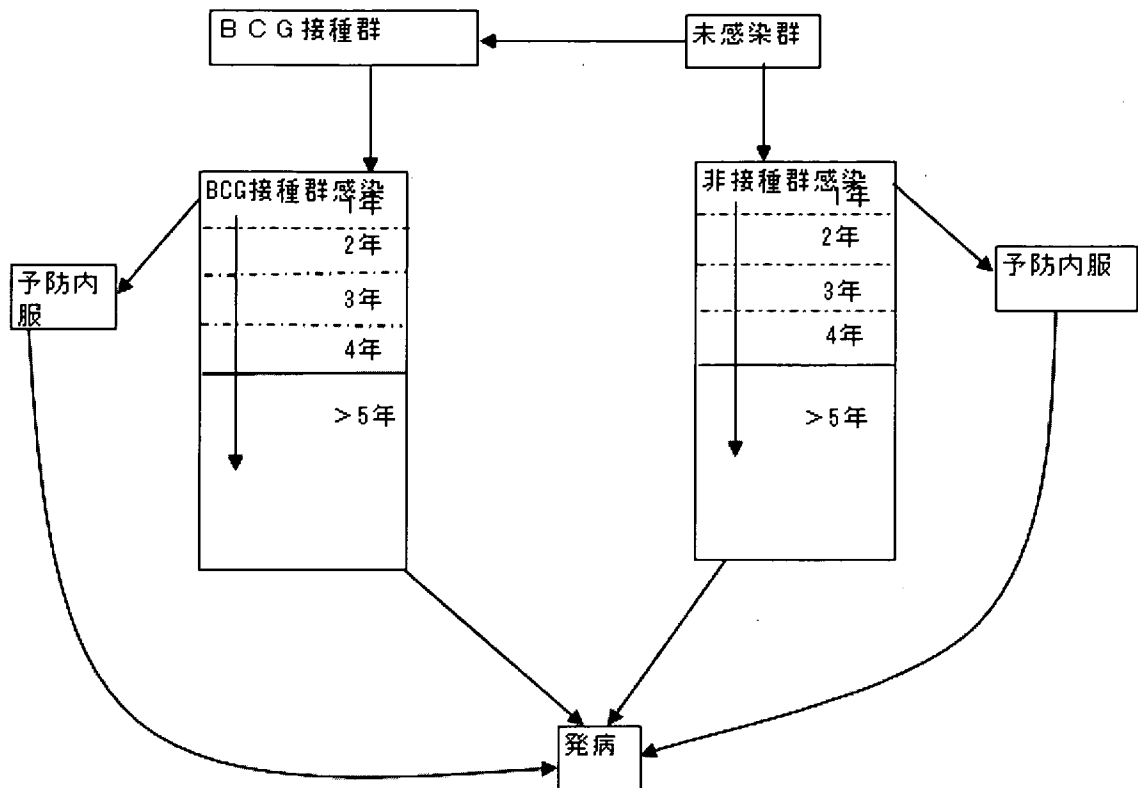 ＢＣＧ接種群
未感染群
BCG接種群感染
1年
2年
3年
4年
＞5年
非接種群感染
1年
2年
3年
4年
＞5年
予防内
服
予防内服
発病